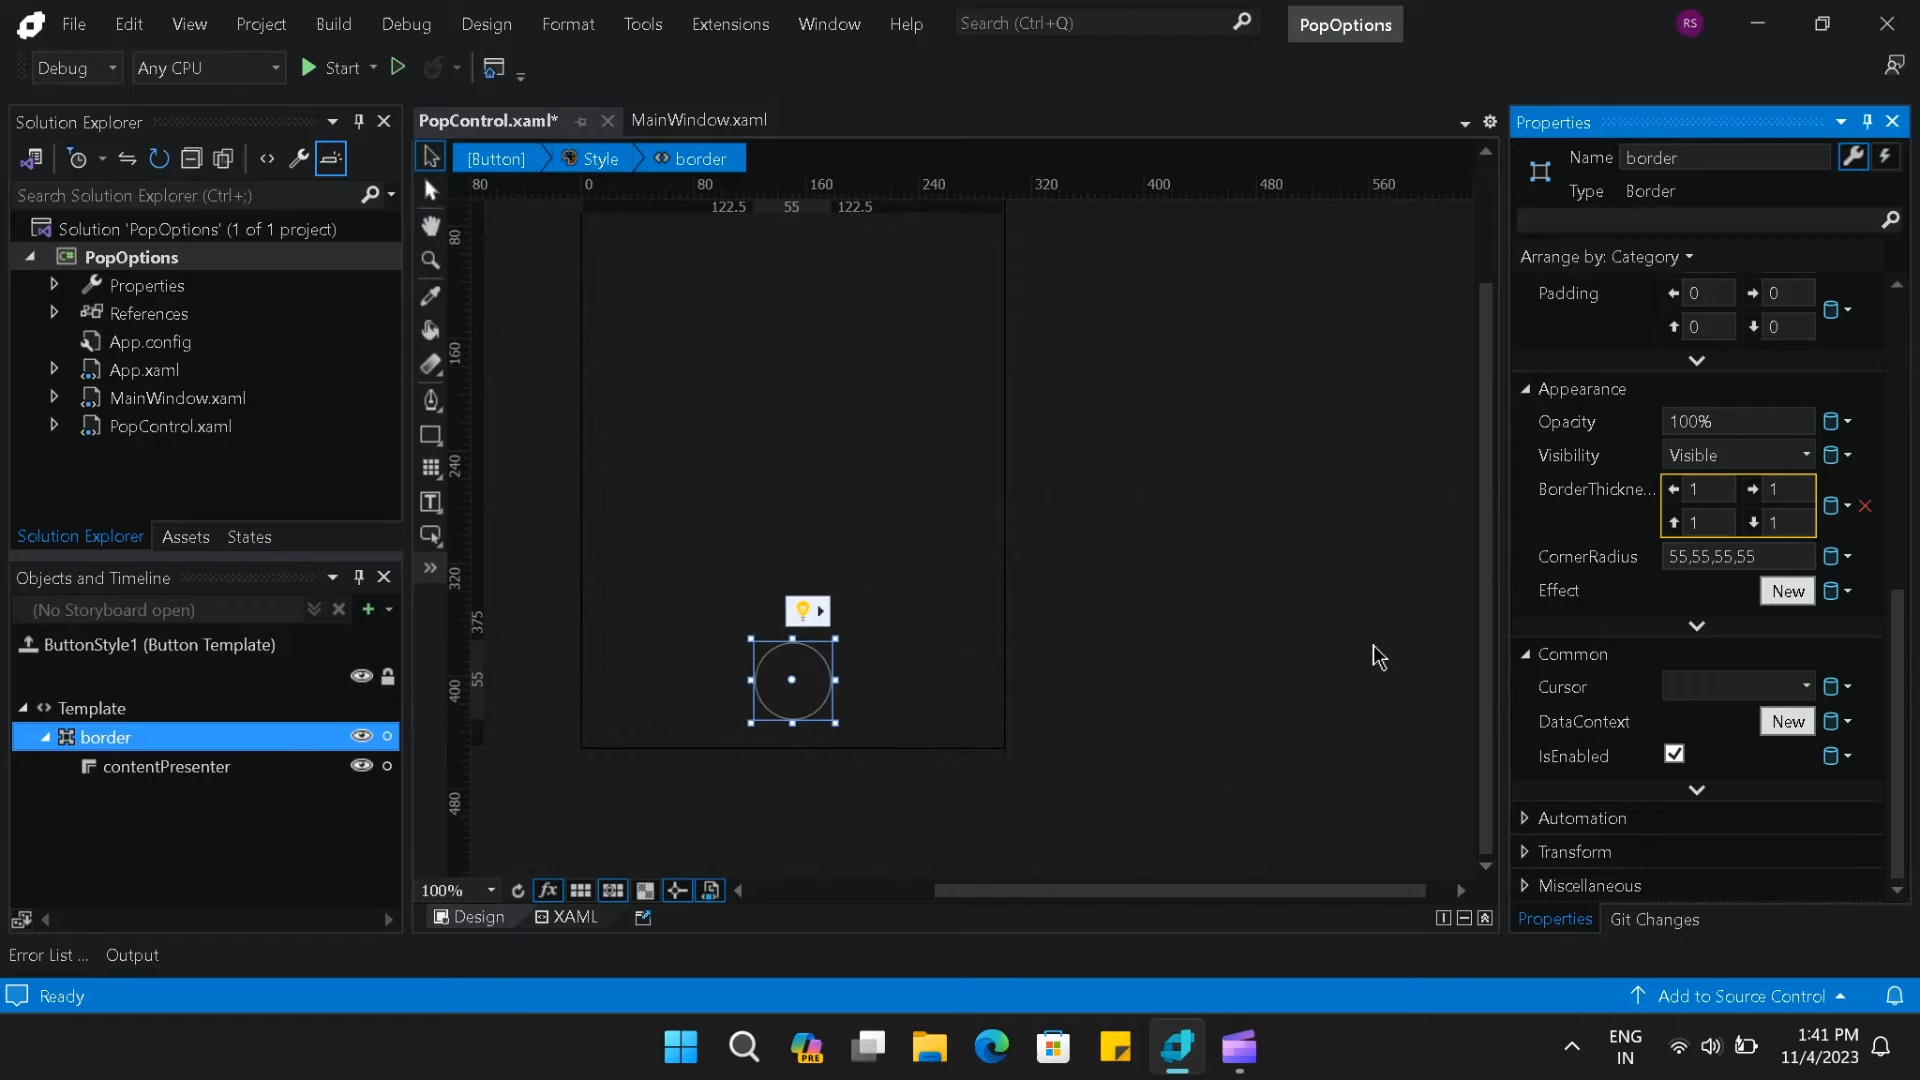 File Edit View Project Build Debug Design Format Tools Extensions Window Help Search (Ctrl+Q) PopOptions RS
Debug Any CPU Start
Solution Explorer
Search Solution Explorer (Ctrl+;)
Solution 'PopOptions' (1 of 1 project)
PopOptions
Properties
References
App.config
App.xaml
MainWindow.xaml
PopControl.xaml
Solution Explorer Assets States
Objects and Timeline
(No Storyboard open)
ButtonStyle1 (Button Template)
Template
border
contentPresenter
Error List ... Output
PopControl.xaml* MainWindow.xaml
[Button] Style border
80 0 80 160 240 320 400 480 560
122.5 55 122.5
80
160
240
320
375
400
55
480
100% fx
Design XAML
Properties
Name border
Type Border
Arrange by: Category
Padding 0 0
0 0
Appearance
Opacity 100%
Visibility Visible
BorderThickne... 1 1
1 1
CornerRadius 55,55,55,55
Effect New
Common
Cursor
DataContext New
IsEnabled
Automation
Transform
Miscellaneous
Properties Git Changes
Ready Add to Source Control
PRE
ENG
IN
1:41 PM
11/4/2023